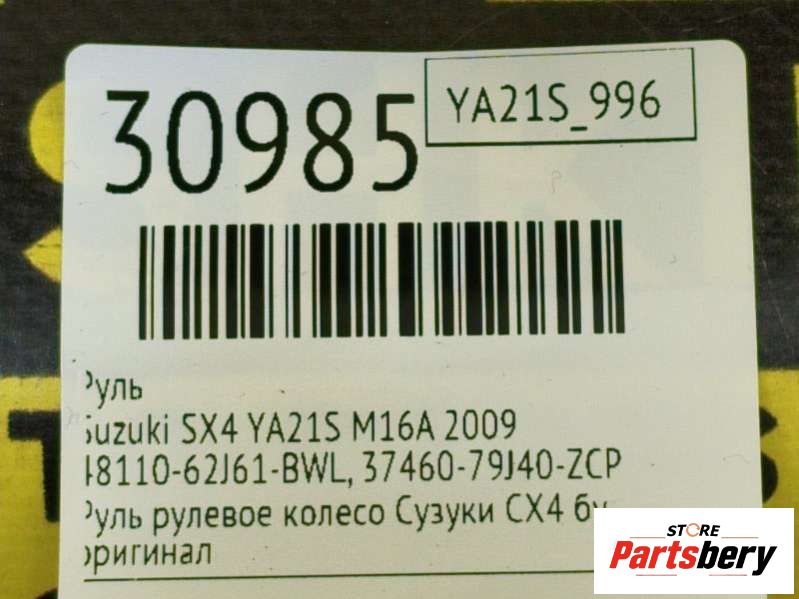 30985
YA21S_996
Руль
Suzuki SX4 YA21S M16A 2009
48110-62J61-BWL, 37460-79J40-ZCP
Руль рулевое колесо Сузуки СХ4 бу
оригинал
STORE
Partsbery